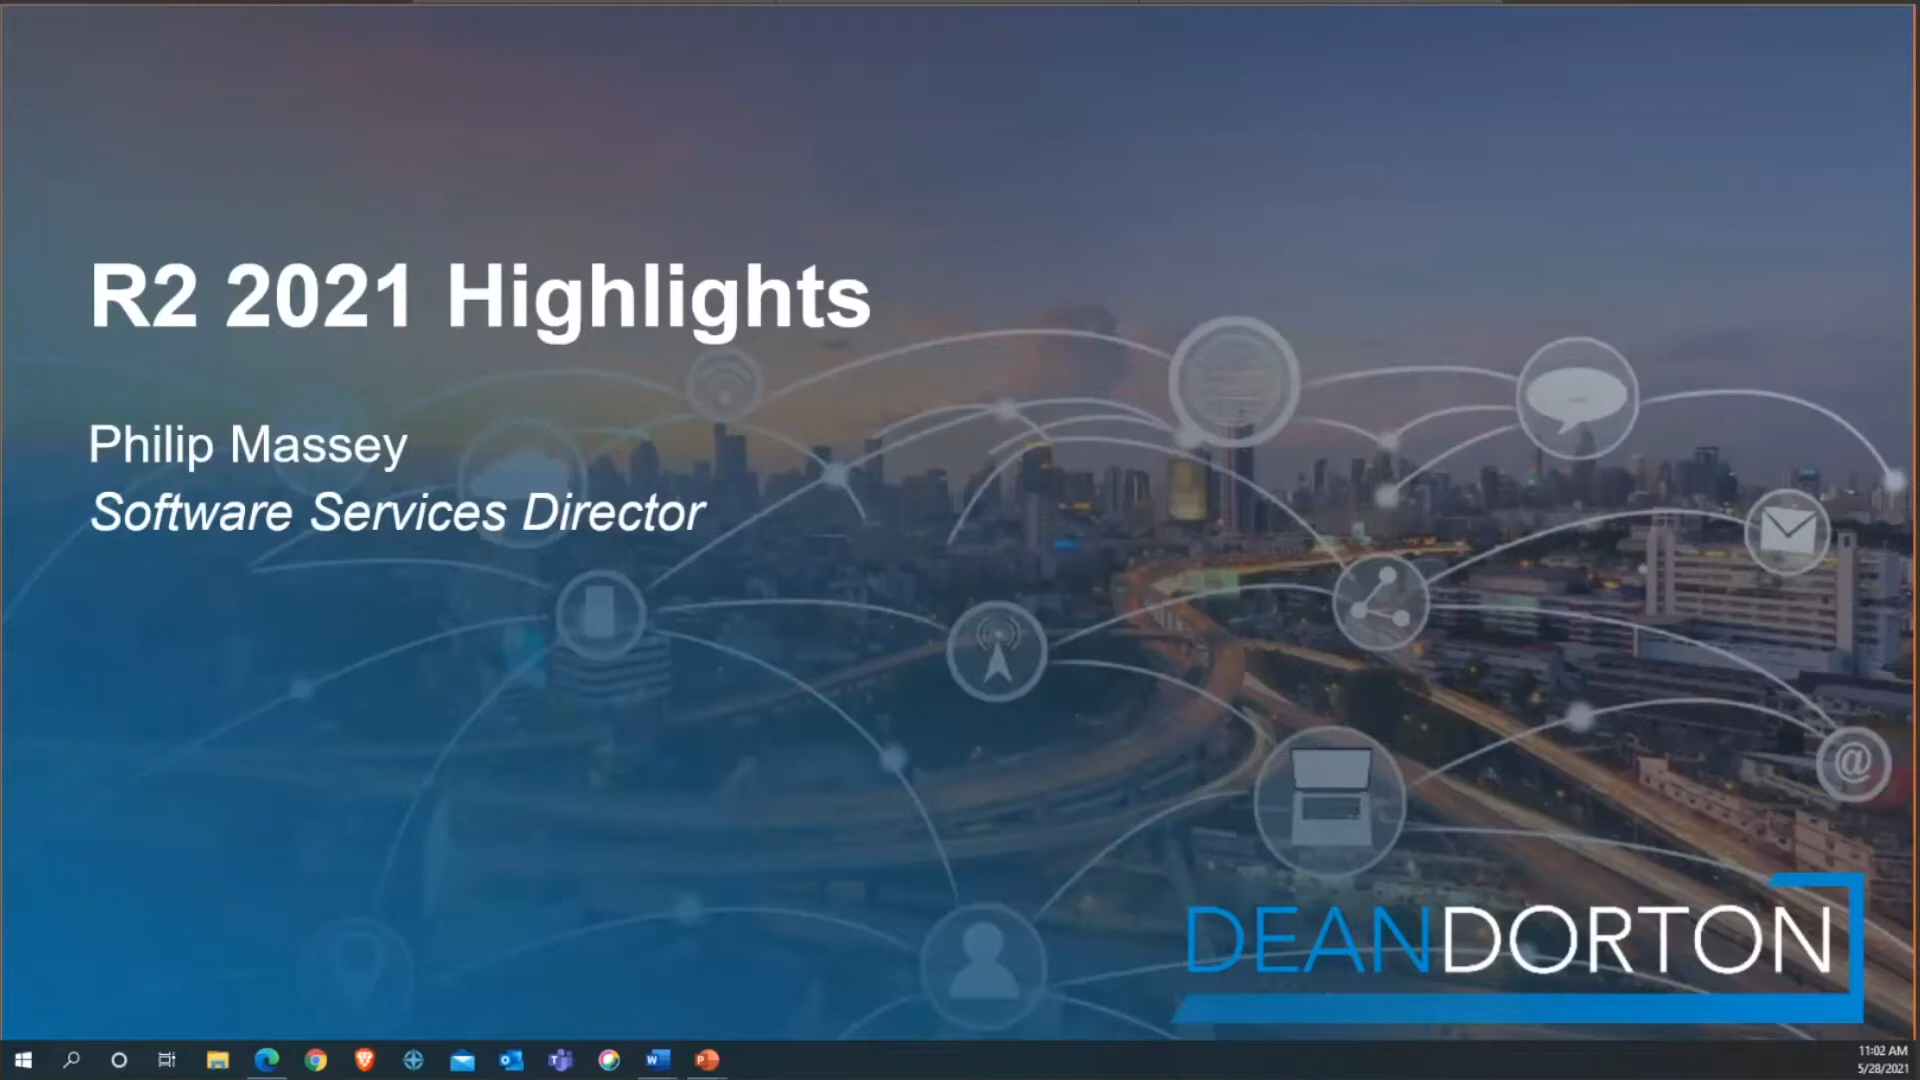 R2 2021 Highlights
Philip Massey
Software Services Director
@
DEANDORTON
11:02 AM
5/28/2021